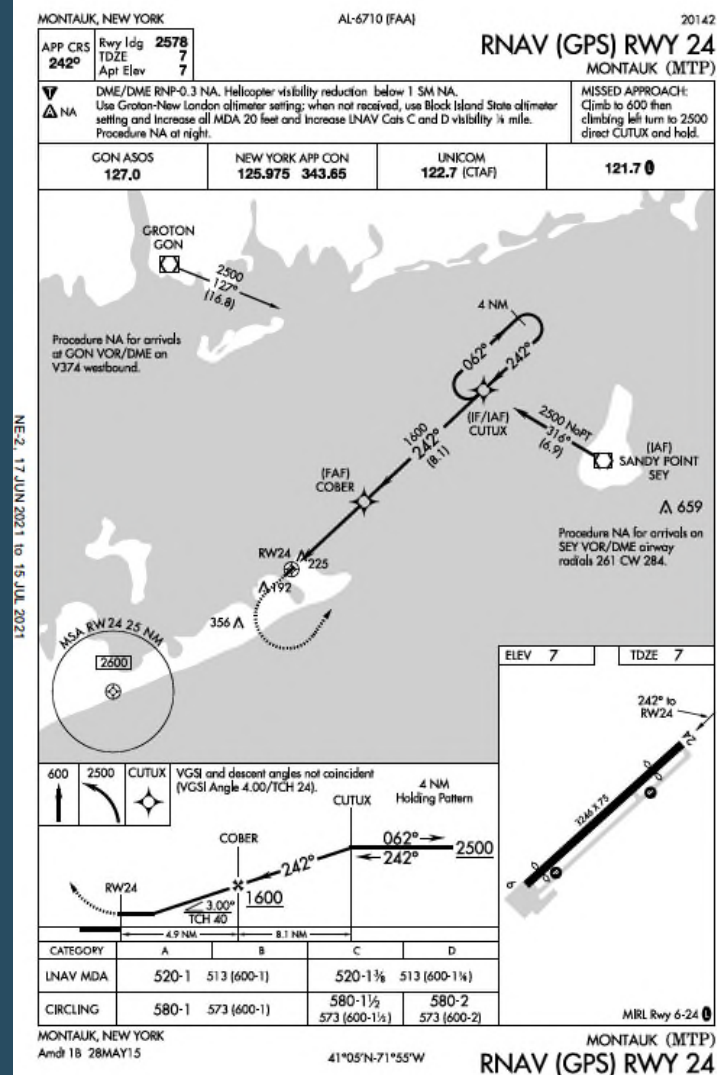 MONTAUK, NEW YORK
AL-6710 (FAA)
20142
APP CRS
242°
Rwy ldg 2578
TDZE 7
Apt Elev 7
RNAV (GPS) RWY 24
MONTAUK (MTP)
T
A NA
DME/DME RNP-0.3 NA. Helicopter visibility reduction below 1 SM NA.
Use Groton-New London altimeter setting; when not received, use Block Island State altimeter
setting and increase all MDA 20 feet and increase LNAV Cats C and D visibility ¼ mile.
Procedure NA at night.
MISSED APPROACH:
Climb to 600 then
climbing left turn to 2500
direct CUTUX and hold.
GON ASOS
127.0
NEW YORK APP CON
125.975 343.65
UNICOM
122.7 (CTAF)
121.7 L
GROTON
GON
2500
127°
(16.8)
4 NM
Procedure NA for arrivals
at GON VOR/DME on
V374 westbound.
062°
242°
(IF/IAF)
CUTUX
2500 NoPT
316°
(6.9)
(IAF)
SANDY POINT
SEY
1600
242°
(8.1)
(FAF)
COBER
659
Procedure NA for arrivals on
SEY VOR/DME airway
radials 261 CW 284.
RW24
225
192
356
MSA RW24 25 NM
2600
NE-2, 17 JUN 2021 to 15 JUL 2021
ELEV 7
TDZE 7
242° to
RW24
24
3246 X 75
6
MIRL Rwy 6-24 L
600
2500
CUTUX
VGSI and descent angles not coincident
(VGSI Angle 4.00/TCH 24).
4 NM
Holding Pattern
CUTUX
062°
242°
2500
COBER
242°
1600
RW24
3.00°
TCH 40
4.9 NM
8.1 NM
CATEGORY A B C D
LNAV MDA 520-1 513 (600-1) 520-1⅜ 513 (600-1⅜)
CIRCLING 580-1 573 (600-1) 580-1½ 573 (600-1½) 580-2 573 (600-2)
MONTAUK, NEW YORK
Amdt 1B 28MAY15
41°05'N-71°55'W
MONTAUK (MTP)
RNAV (GPS) RWY 24